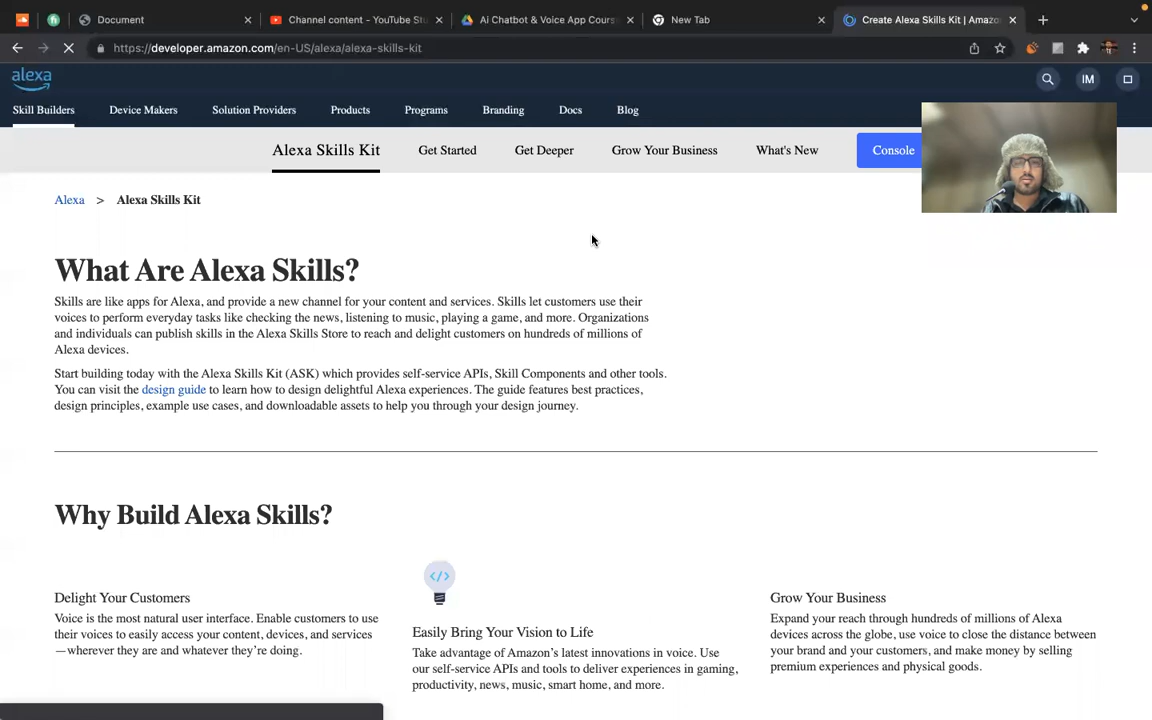 Document
Channel content - YouTube Stu
Ai Chatbot & Voice App Cours
New Tab
Create Alexa Skills Kit | Amazo
https://developer.amazon.com/en-US/alexa/alexa-skills-kit
alexa
IM
Skill Builders Device Makers Solution Providers Products Programs Branding Docs Blog
Alexa Skills Kit Get Started Get Deeper Grow Your Business What's New Console
Alexa > Alexa Skills Kit
What Are Alexa Skills?
Skills are like apps for Alexa, and provide a new channel for your content and services. Skills let customers use their
voices to perform everyday tasks like checking the news, listening to music, playing a game, and more. Organizations
and individuals can publish skills in the Alexa Skills Store to reach and delight customers on hundreds of millions of
Alexa devices.
Start building today with the Alexa Skills Kit (ASK) which provides self-service APIs, Skill Components and other tools.
You can visit the design guide to learn how to design delightful Alexa experiences. The guide features best practices,
design principles, example use cases, and downloadable assets to help you through your design journey.
Why Build Alexa Skills?
Delight Your Customers
Voice is the most natural user interface. Enable customers to use
their voices to easily access your content, devices, and services
—wherever they are and whatever they're doing.
</>
Easily Bring Your Vision to Life
Take advantage of Amazon's latest innovations in voice. Use
our self-service APIs and tools to deliver experiences in gaming,
productivity, news, music, smart home, and more.
Grow Your Business
Expand your reach through hundreds of millions of Alexa
devices across the globe, use voice to close the distance between
your brand and your customers, and make money by selling
premium experiences and physical goods.